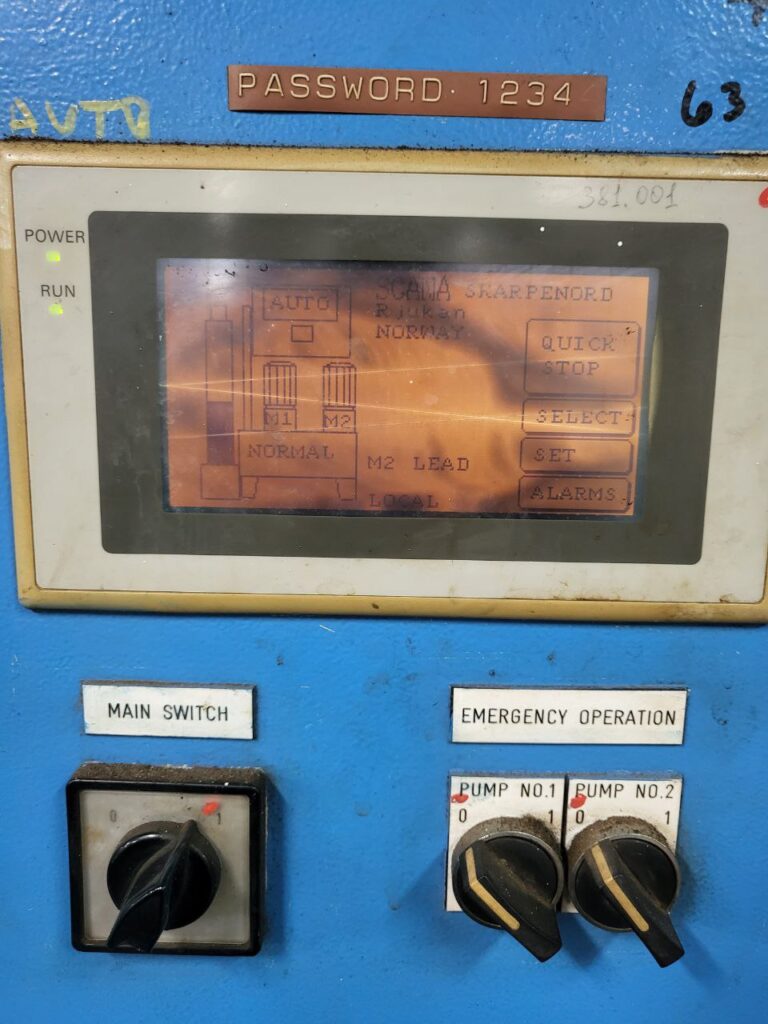 PASSWORD· 1234
63
AUTO
381.001
POWER
RUN
AUTO
SCANA SKARPENORD
Rjukan
NORWAY
QUICK
STOP
M1
M2
SELECT
NORMAL
M2 LEAD
SET
LOCAL
ALARMS
MAIN SWITCH
EMERGENCY OPERATION
0 1
PUMP NO.1
0 1
PUMP NO.2
0 1